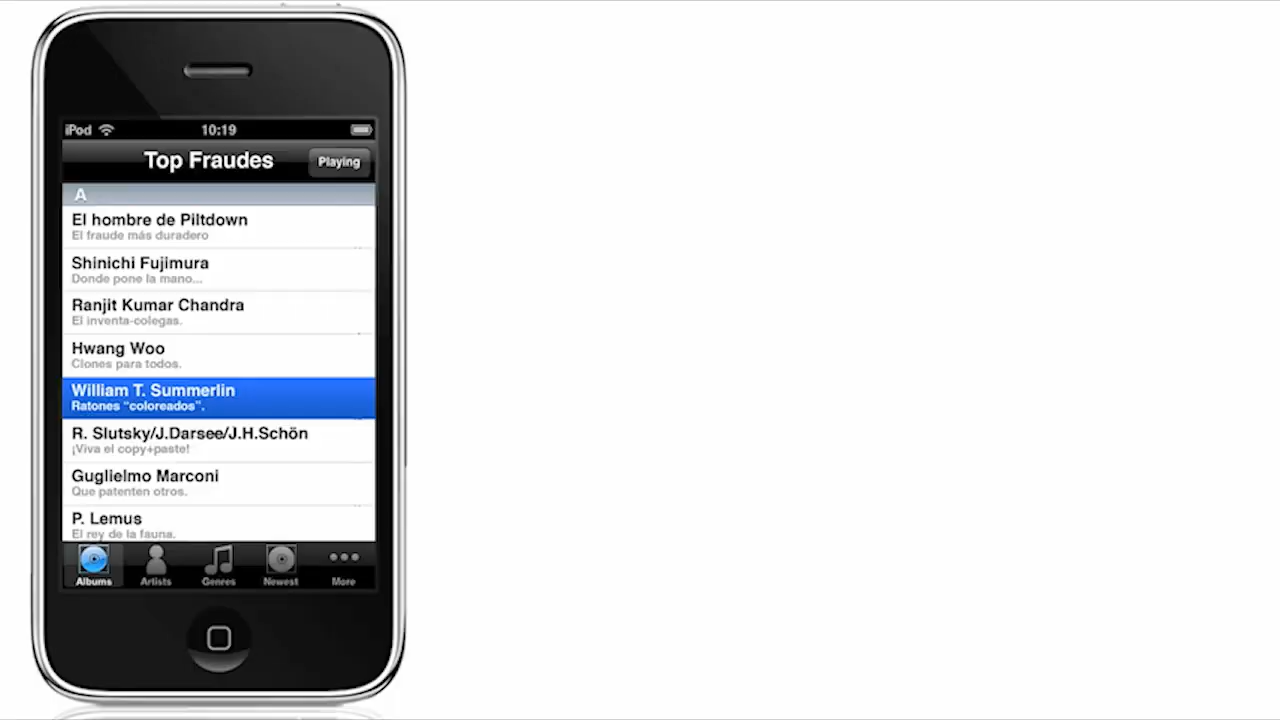 iPod 10:19
Top Fraudes Playing
A
El hombre de Piltdown
El fraude más duradero
Shinichi Fujimura
Donde pone la mano...
Ranjit Kumar Chandra
El inventa-colegas.
Hwang Woo
Clones para todos.
William T. Summerlin
Ratones “coloreados”.
R. Slutsky/J.Darsee/J.H.Schön
¡Viva el copy+paste!
Guglielmo Marconi
Que patenten otros.
P. Lemus
El rey de la fauna.
Albums Artists Genres Newest More